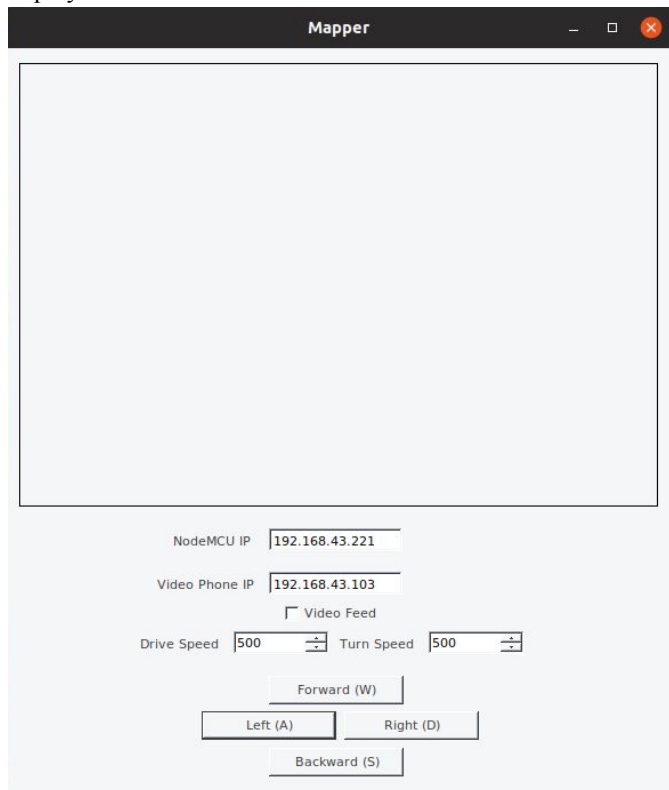 Mapper
NodeMCU IP 192.168.43.221
Video Phone IP 192.168.43.103
Video Feed
Drive Speed 500 Turn Speed 500
Forward (W)
Left (A) Right (D)
Backward (S)